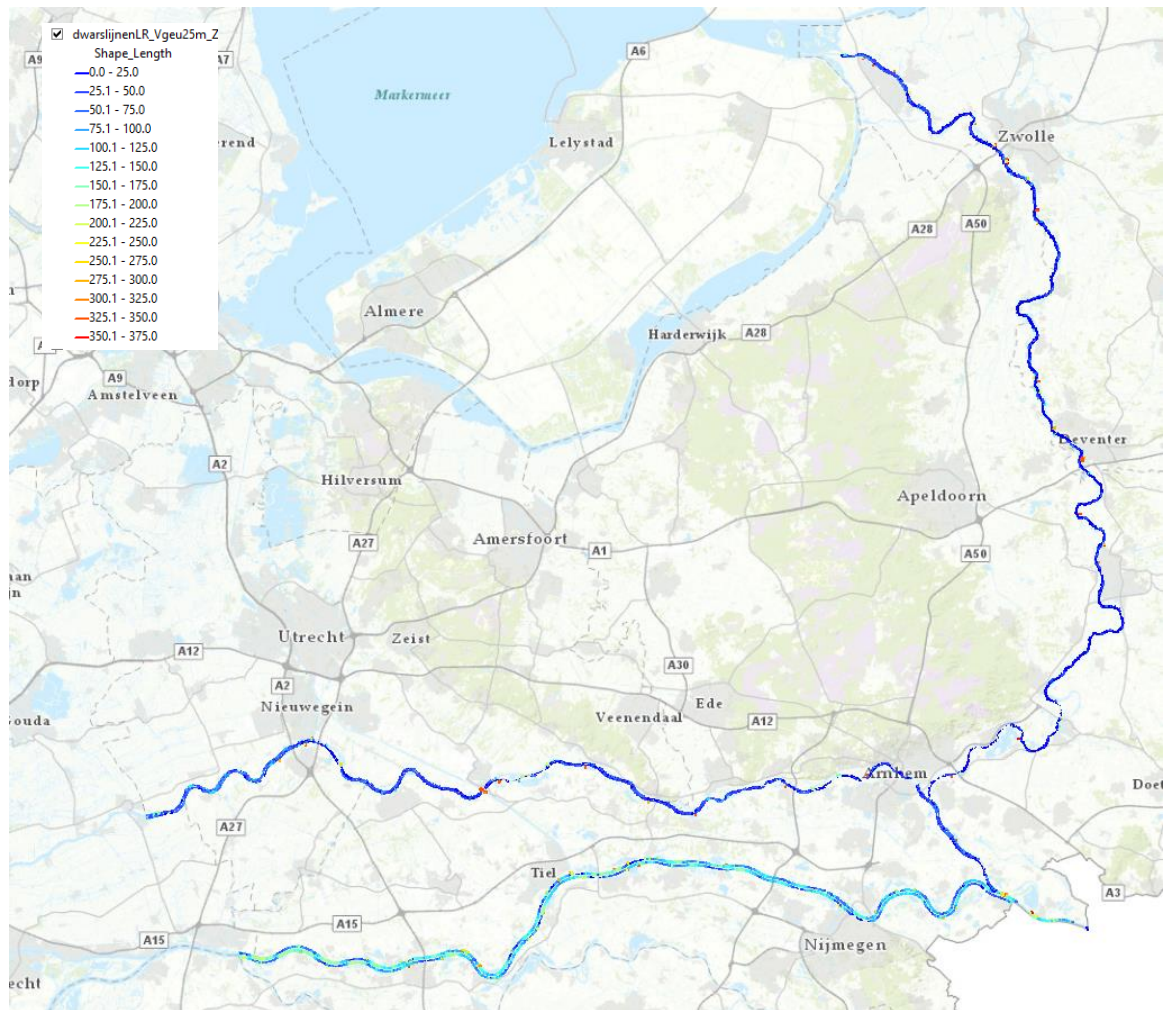 dwarslijnenLR_Vgeu25m_Z
Shape_Length
0.0 - 25.0
25.1 - 50.0
50.1 - 75.0
75.1 - 100.0
100.1 - 125.0
125.1 - 150.0
150.1 - 175.0
175.1 - 200.0
200.1 - 225.0
225.1 - 250.0
250.1 - 275.0
275.1 - 300.0
300.1 - 325.0
325.1 - 350.0
350.1 - 375.0
A9
A7
A6
Markermeer
erend
Lelystad
Zwolle
A28
A50
Almere
Harderwijk
A28
dorp
A9
Amstelveen
A2
Deventer
Hilversum
Apeldoorn
A27
Amersfoort
A1
A50
Utrecht
Zeist
A12
A30
A2
Nieuwegein
Ede
Veenendaal
A12
Gouda
Arnhem
Doet
A27
Tiel
A3
A15
A15
Nijmegen
echt